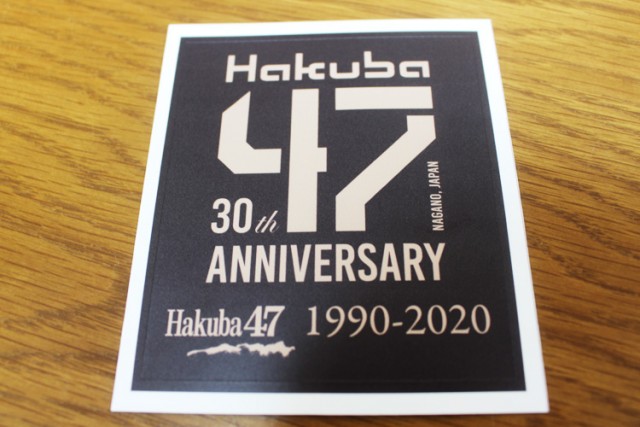 Hakuba
47
NAGANO, JAPAN
30th
ANNIVERSARY
Hakuba47 1990-2020